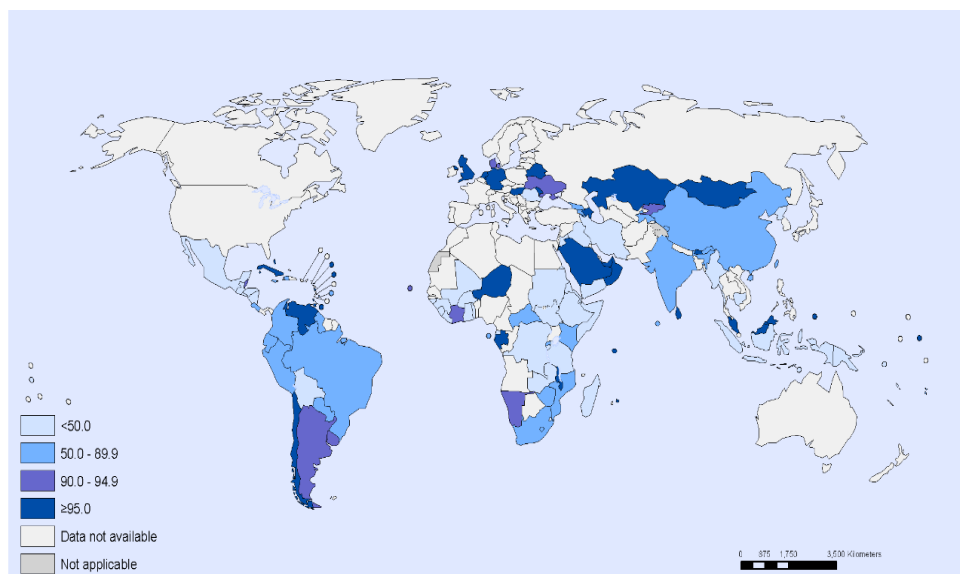 <50.0
50.0 - 89.9
90.0 - 94.9
≥95.0
Data not available
Not applicable
0 875 1,750 3,500 Kilometers